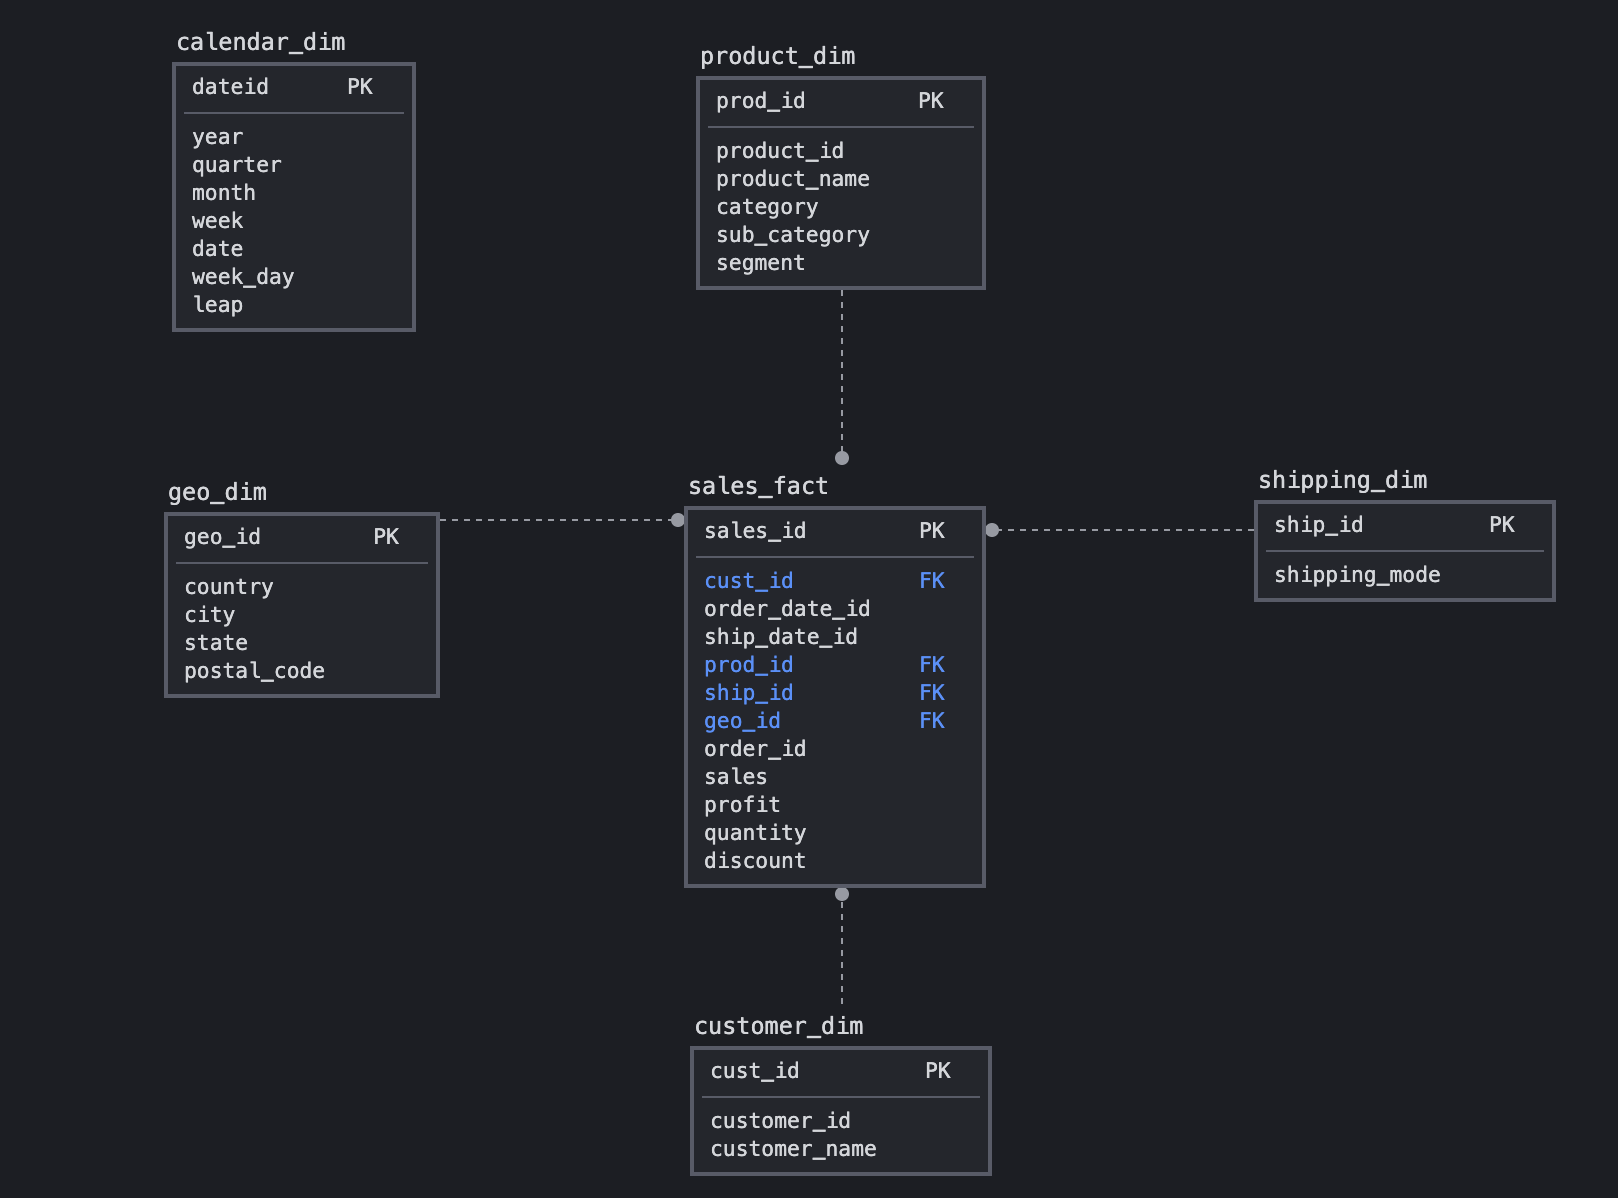 calendar_dim
dateid PK
year
quarter
month
week
date
week_day
leap
product_dim
prod_id PK
product_id
product_name
category
sub_category
segment
geo_dim
geo_id PK
country
city
state
postal_code
sales_fact
sales_id PK
cust_id FK
order_date_id
ship_date_id
prod_id FK
ship_id FK
geo_id FK
order_id
sales
profit
quantity
discount
shipping_dim
ship_id PK
shipping_mode
customer_dim
cust_id PK
customer_id
customer_name